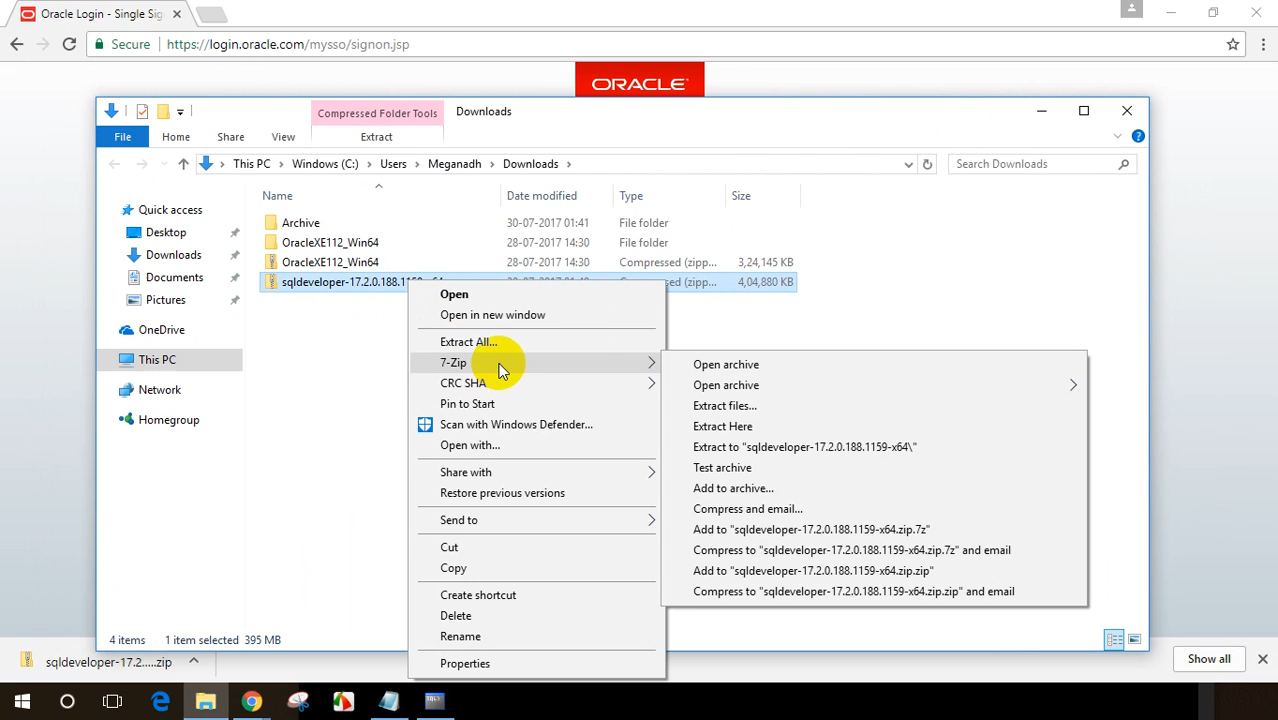 Oracle Login - Single Sig
Secure https://login.oracle.com/mysso/signon.jsp
ORACLE
Compressed Folder Tools Downloads
File Home Share View Extract
This PC Windows (C:) Users Meganadh Downloads
Search Downloads
Name Date modified Type Size
Quick access
Desktop
Downloads
Documents
Pictures
OneDrive
This PC
Network
Homegroup
Archive 30-07-2017 01:41 File folder
OracleXE112_Win64 28-07-2017 14:30 File folder
OracleXE112_Win64 28-07-2017 14:30 Compressed (zipp... 3,24,145 KB
sqldeveloper-17.2.0.188.1159-x64 Compressed (zipp... 4,04,880 KB
Open
Open in new window
Extract All...
7-Zip
CRC SHA
Pin to Start
Scan with Windows Defender...
Open with...
Share with
Restore previous versions
Send to
Cut
Copy
Create shortcut
Delete
Rename
Properties
Open archive
Open archive
Extract files...
Extract Here
Extract to "sqldeveloper-17.2.0.188.1159-x64\"
Test archive
Add to archive...
Compress and email...
Add to "sqldeveloper-17.2.0.188.1159-x64.zip.7z"
Compress to "sqldeveloper-17.2.0.188.1159-x64.zip.7z" and email
Add to "sqldeveloper-17.2.0.188.1159-x64.zip.zip"
Compress to "sqldeveloper-17.2.0.188.1159-x64.zip.zip" and email
4 items 1 item selected 395 MB
sqldeveloper-17.2.....zip
Show all